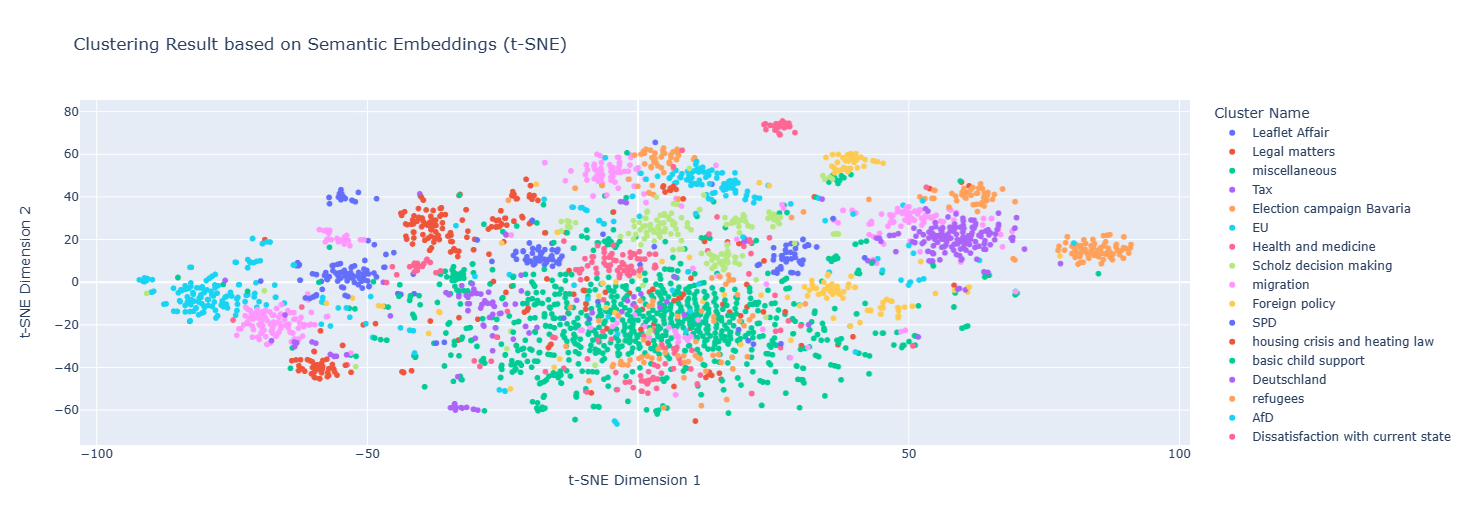 Clustering Result based on Semantic Embeddings (t-SNE)
80
60
40
20
0
−20
−40
−60
t-SNE Dimension 2
−100
−50
0
50
100
t-SNE Dimension 1
Cluster Name
Leaflet Affair
Legal matters
miscellaneous
Tax
Election campaign Bavaria
EU
Health and medicine
Scholz decision making
migration
Foreign policy
SPD
housing crisis and heating law
basic child support
Deutschland
refugees
AfD
Dissatisfaction with current state